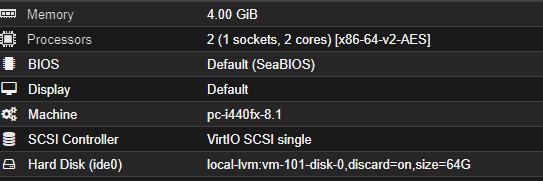 Memory 4.00 GiB
Processors 2 (1 sockets, 2 cores) [x86-64-v2-AES]
BIOS Default (SeaBIOS)
Display Default
Machine pc-i440fx-8.1
SCSI Controller VirtIO SCSI single
Hard Disk (ide0) local-lvm:vm-101-disk-0,discard=on,size=64G